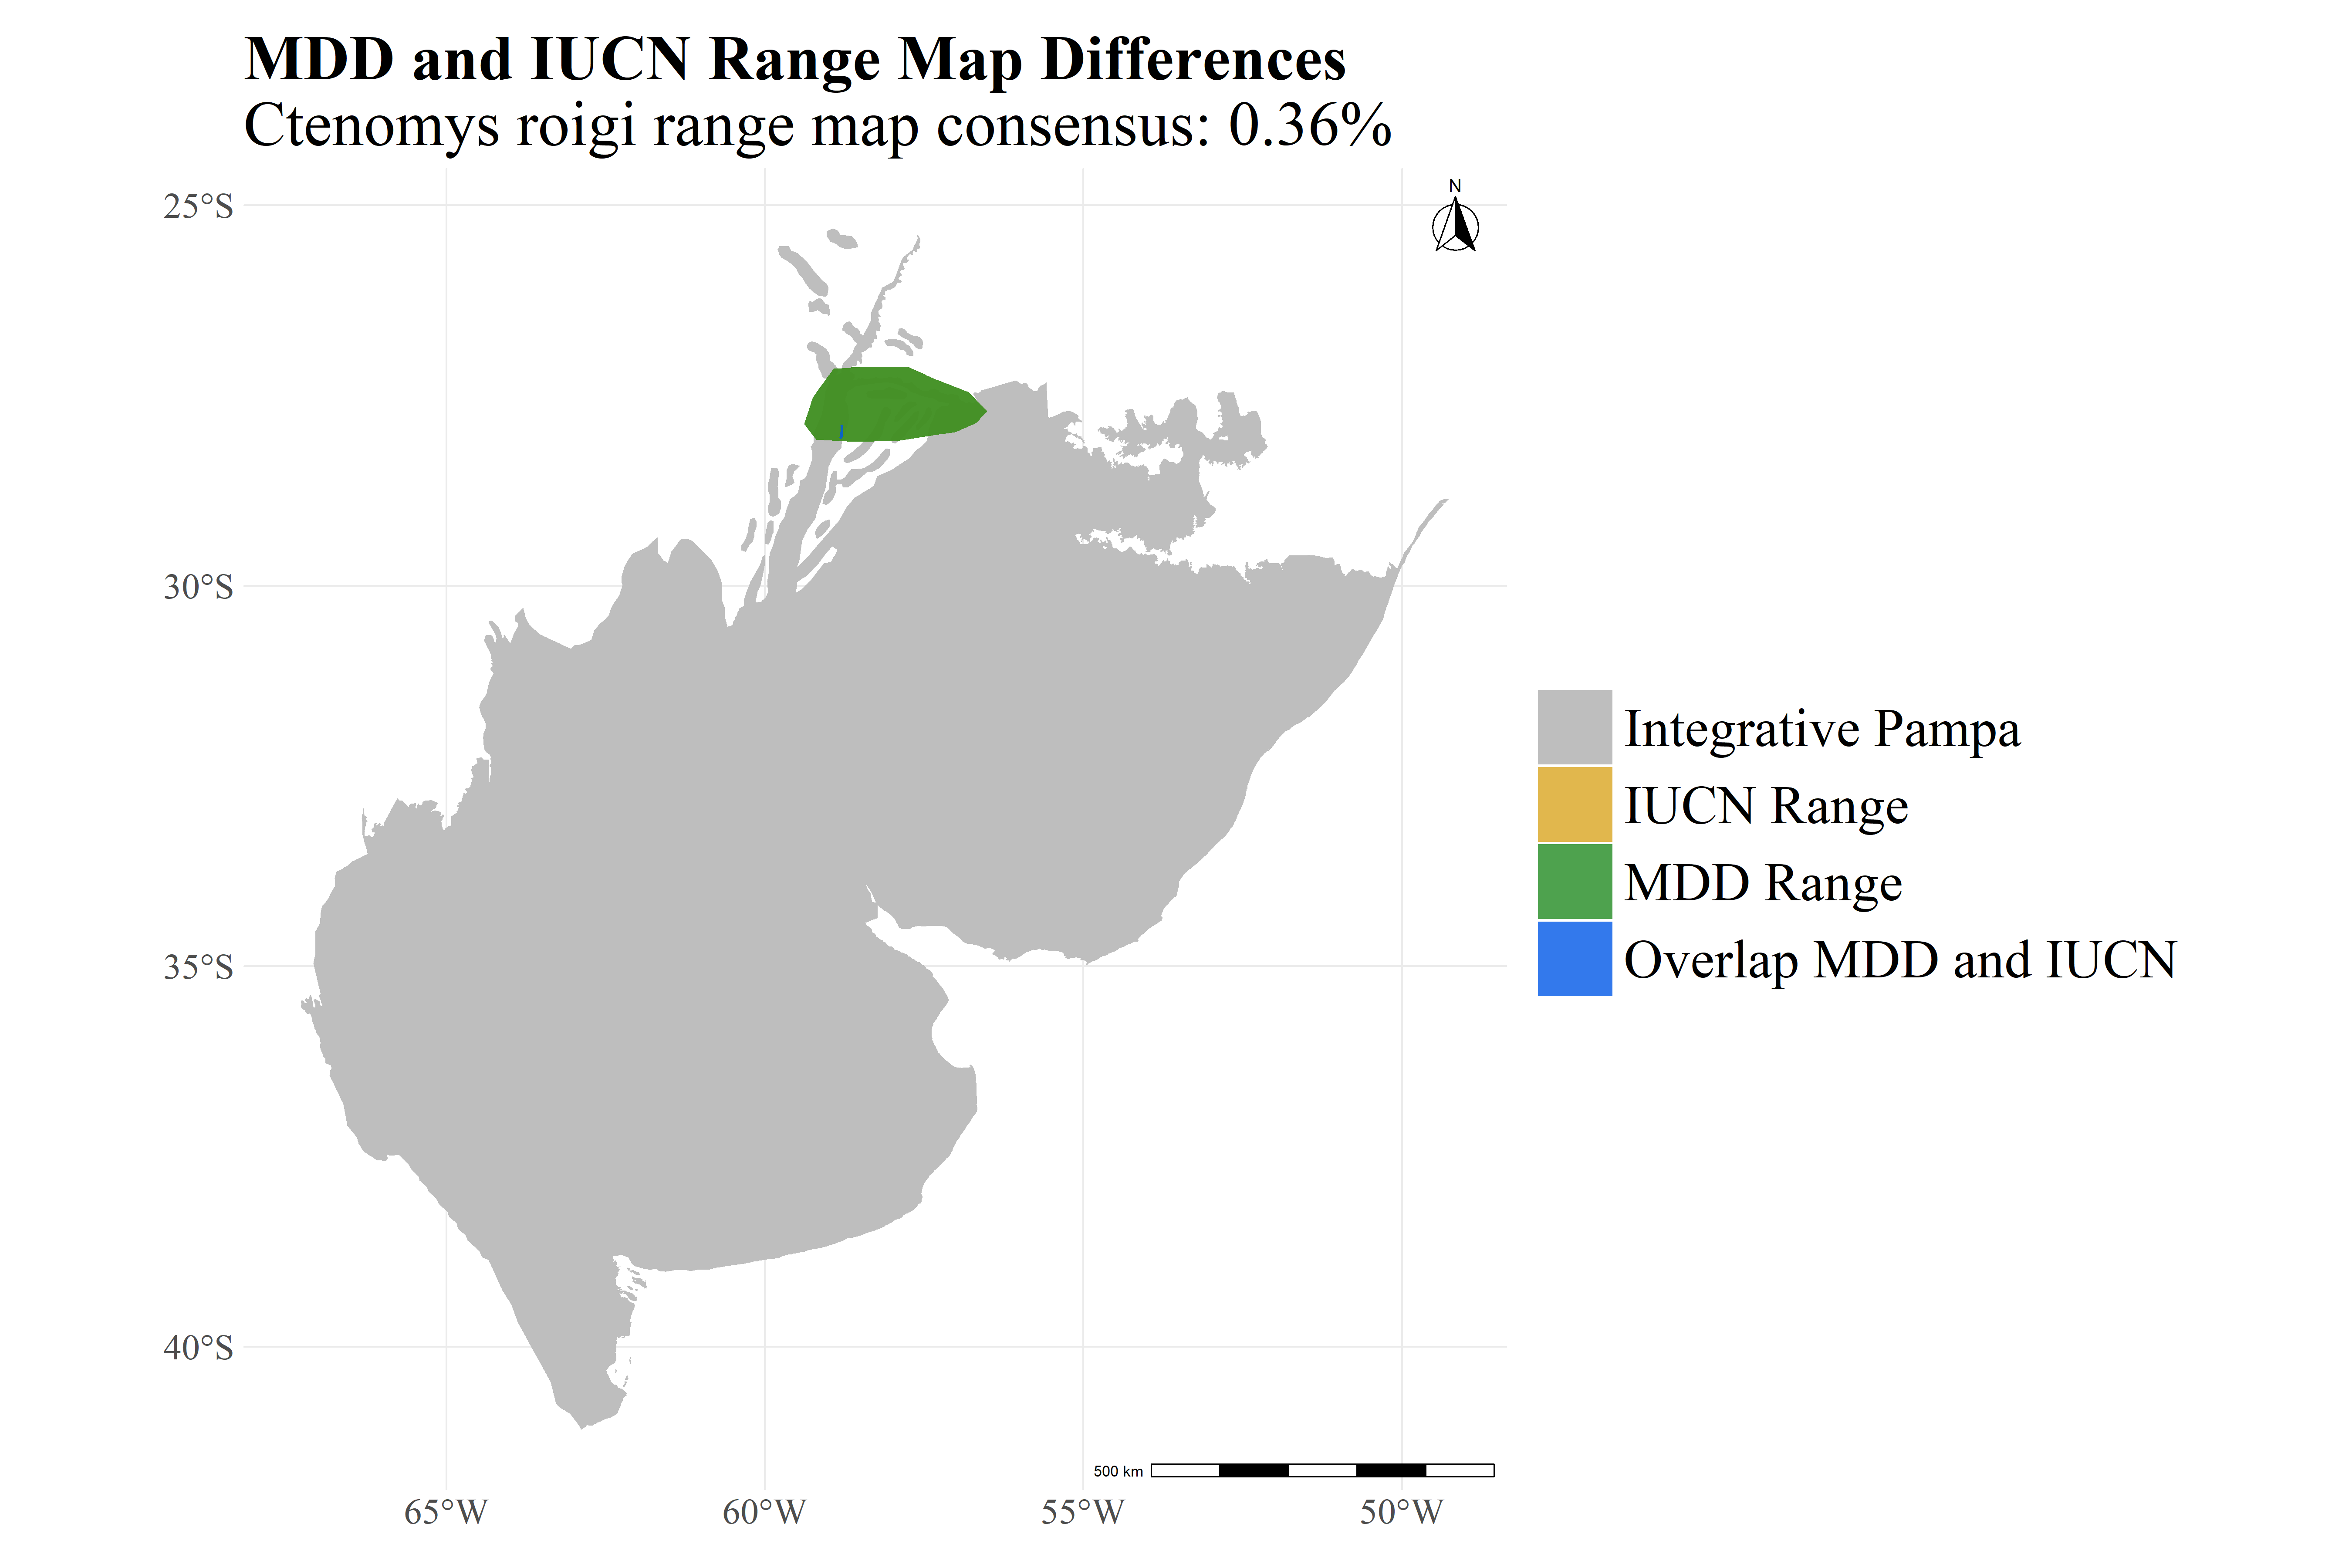 MDD and IUCN Range Map Differences
Ctenomys roigi range map consensus: 0.36%
25°S
N
30°S
Integrative Pampa
IUCN Range
MDD Range
35°S
Overlap MDD and IUCN
40°S
500 km
65°W 60°W 55°W 50°W